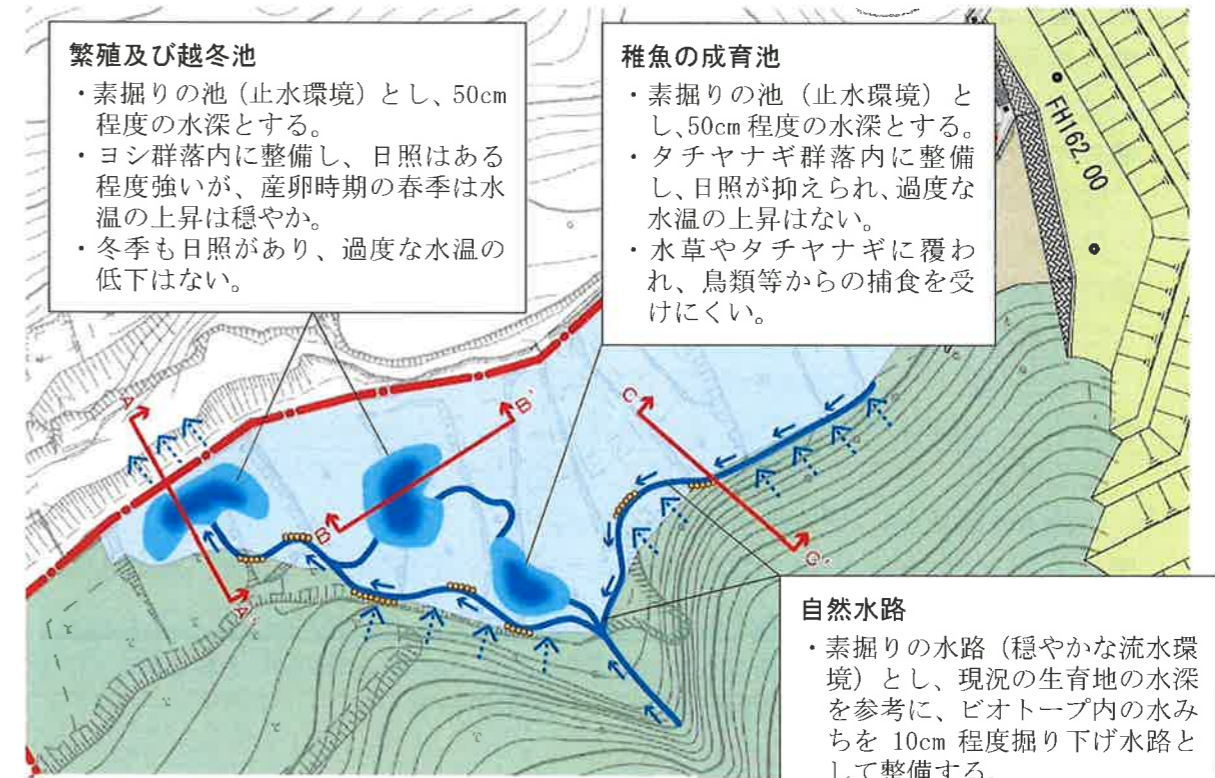 繁殖及び越冬池
・素掘りの池（止水環境）とし、50cm
程度の水深とする。
・ヨシ群落内に整備し、日照はある
程度強いが、産卵時期の春季は水
温の上昇は穏やか。
・冬季も日照があり、過度な水温の
低下はない。
稚魚の成育池
・素掘りの池（止水環境）と
し、50cm 程度の水深とする。
・タチヤナギ群落内に整備
し、日照が抑えられ、過度な
水温の上昇はない。
・水草やタチヤナギに覆わ
れ、鳥類等からの捕食を受
けにくい。
FH162.00
A
A'
B
B'
C
C'
自然水路
・素掘りの水路（穏やかな流水環
境）とし、現況の生育地の水深
を参考に、ビオトープ内の水み
ちを 10cm 程度掘り下げ水路と
して整備する。